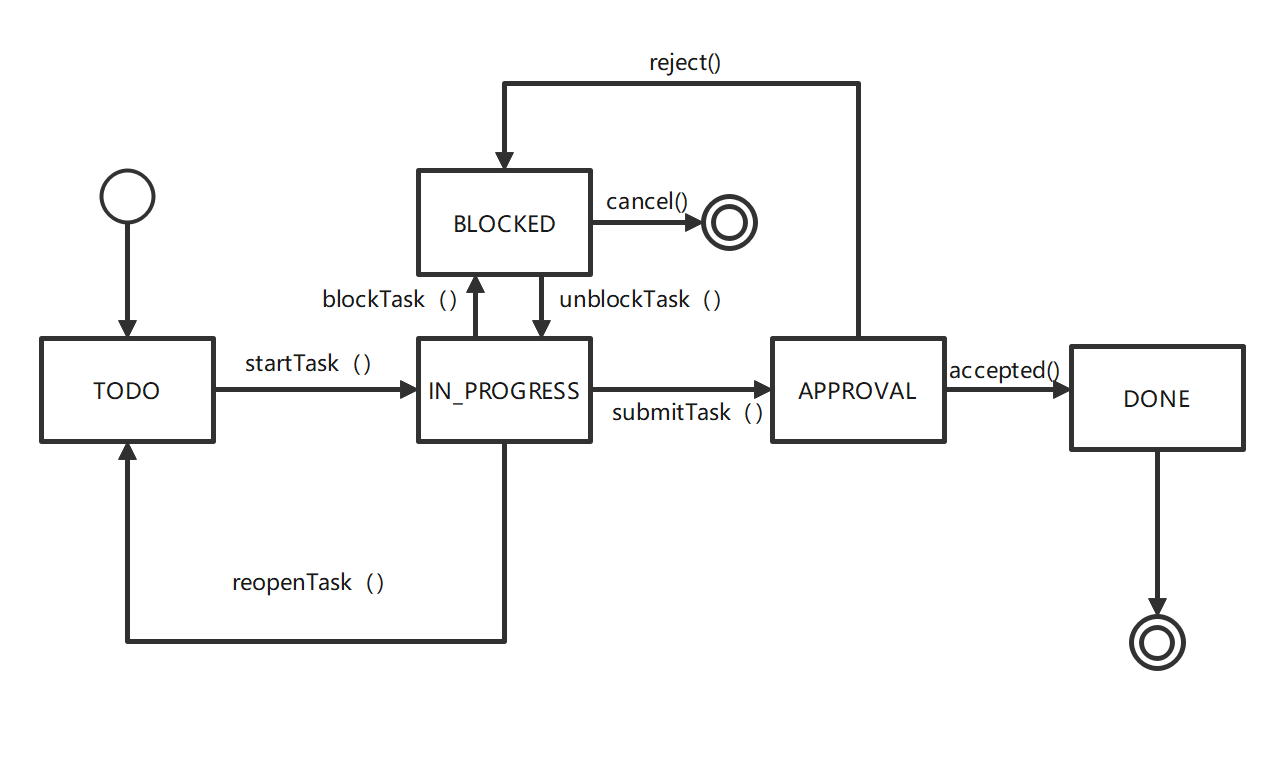 reject()
cancel()
BLOCKED
blockTask（）
unblockTask（）
startTask（）
accepted()
TODO
IN_PROGRESS
APPROVAL
DONE
submitTask（）
reopenTask（）